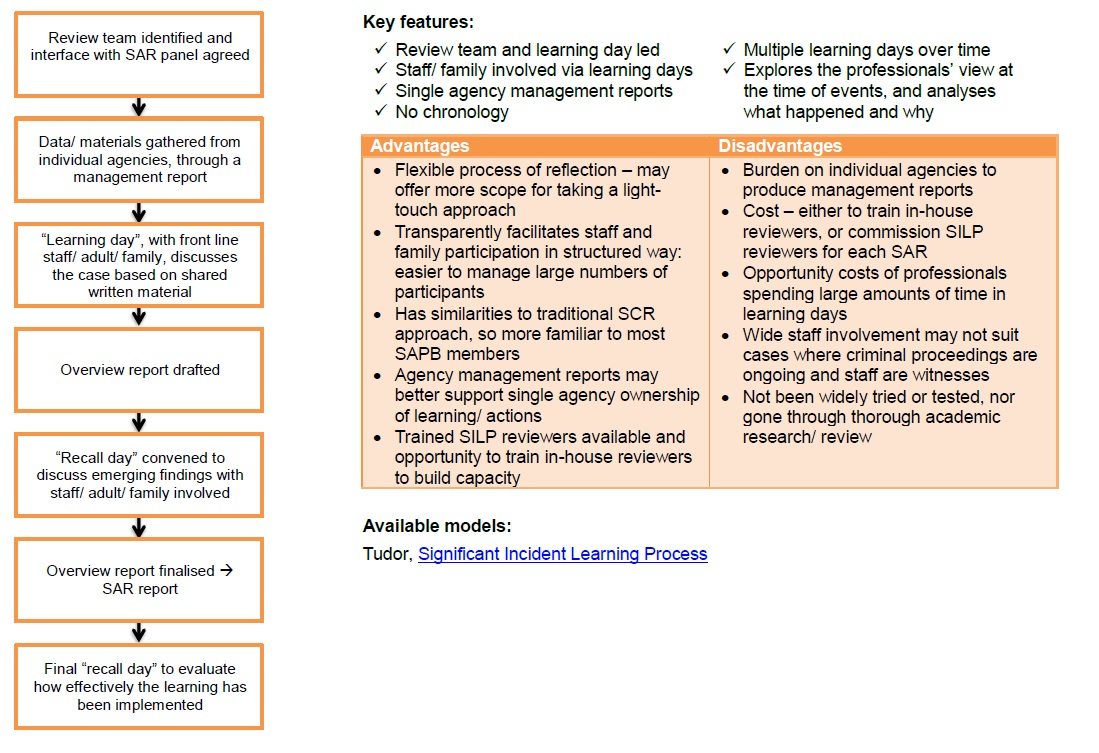 Review team identified and
interface with SAR panel agreed
Data/ materials gathered from
individual agencies, through a
management report
“Learning day”, with front line
staff/ adult/ family, discusses
the case based on shared
written material
Overview report drafted
“Recall day” convened to
discuss emerging findings with
staff/ adult/ family involved
Overview report finalised →
SAR report
Final “recall day” to evaluate
how effectively the learning has
been implemented
Key features:
✓ Review team and learning day led
✓ Staff/ family involved via learning days
✓ Single agency management reports
✓ No chronology
✓ Multiple learning days over time
✓ Explores the professionals’ view at
the time of events, and analyses
what happened and why
Advantages
• Flexible process of reflection – may
offer more scope for taking a light-
touch approach
• Transparently facilitates staff and
family participation in structured way:
easier to manage large numbers of
participants
• Has similarities to traditional SCR
approach, so more familiar to most
SAPB members
• Agency management reports may
better support single agency ownership
of learning/ actions
• Trained SILP reviewers available and
opportunity to train in-house reviewers
to build capacity
Disadvantages
• Burden on individual agencies to
produce management reports
• Cost – either to train in-house
reviewers, or commission SILP
reviewers for each SAR
• Opportunity costs of professionals
spending large amounts of time in
learning days
• Wide staff involvement may not suit
cases where criminal proceedings are
ongoing and staff are witnesses
• Not been widely tried or tested, nor
gone through thorough academic
research/ review
Available models:
Tudor, Significant Incident Learning Process